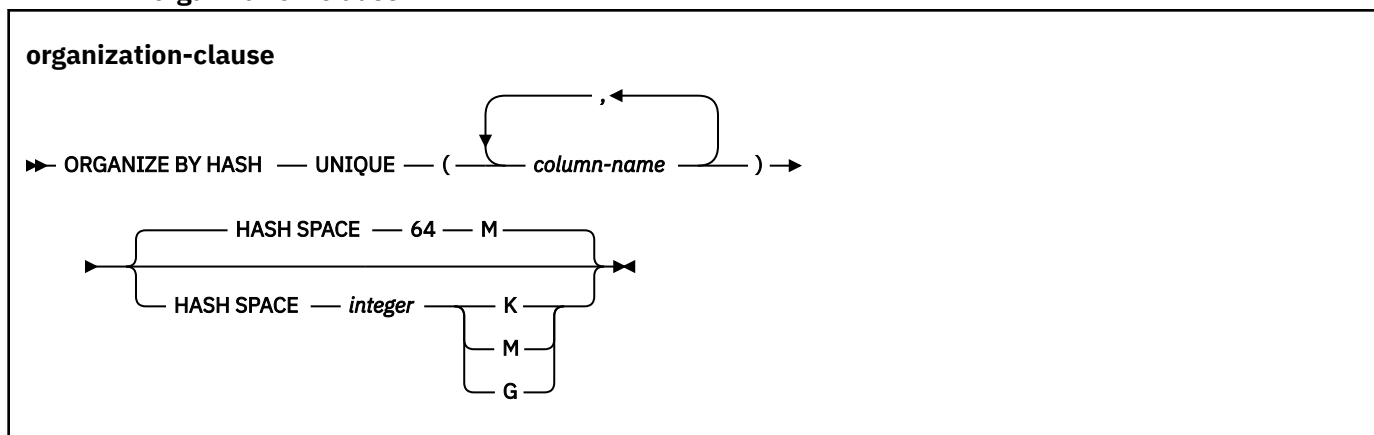 organization-clause
,
ORGANIZE BY HASH UNIQUE ( column-name )
HASH SPACE 64 M
HASH SPACE integer K
M
G